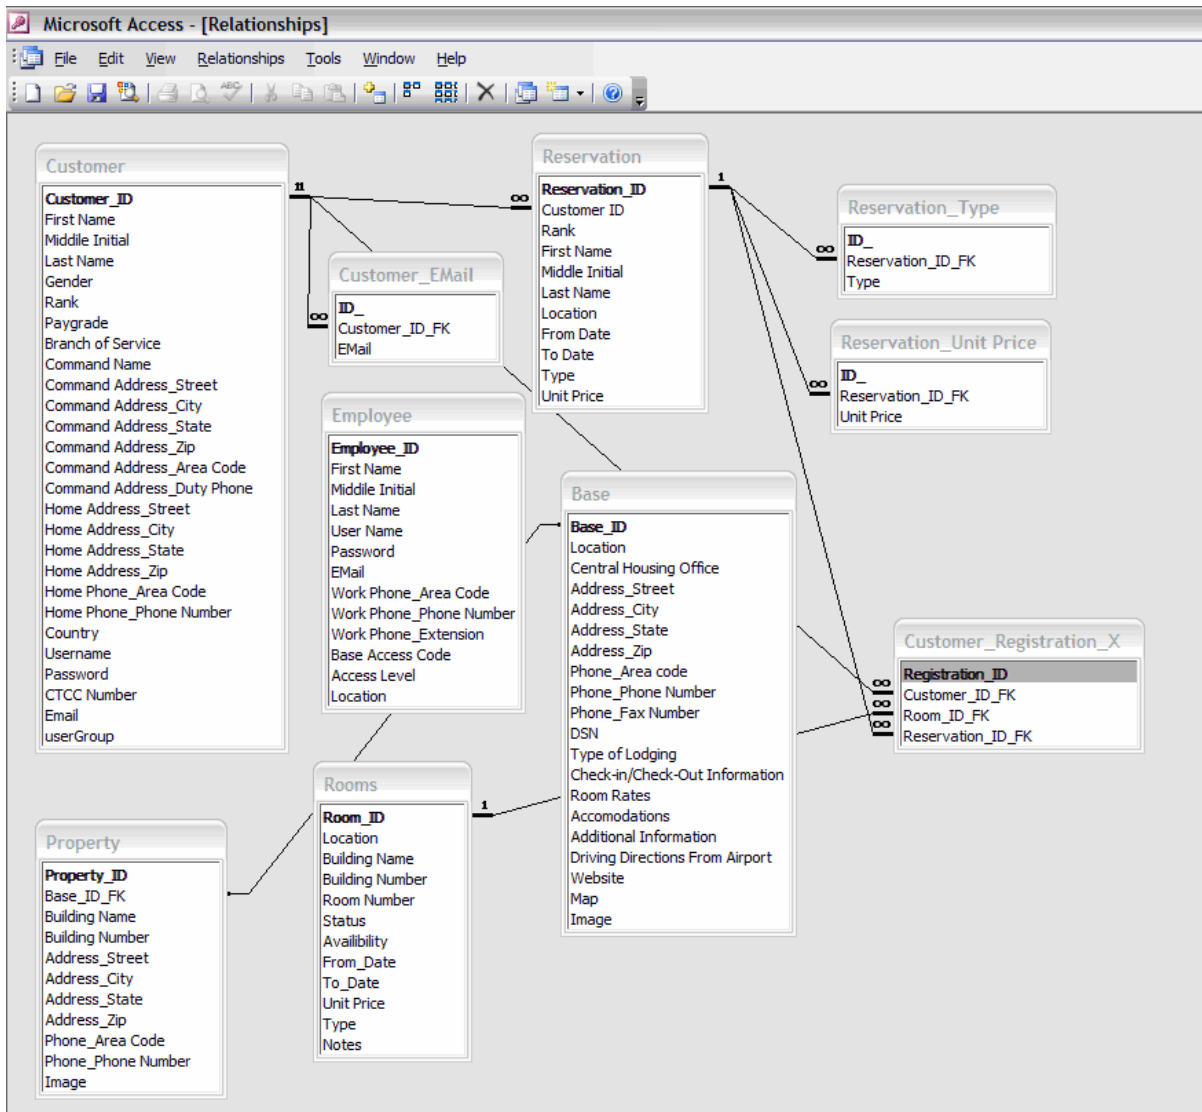 Microsoft Access - [Relationships]
File Edit View Relationships Tools Window Help
ABC
Customer
Customer_ID
First Name
Middile Initial
Last Name
Gender
Rank
Paygrade
Branch of Service
Command Name
Command Address_Street
Command Address_City
Command Address_State
Command Address_Zip
Command Address_Area Code
Command Address_Duty Phone
Home Address_Street
Home Address_City
Home Address_State
Home Address_Zip
Home Phone_Area Code
Home Phone_Phone Number
Country
Username
Password
CTCC Number
Email
userGroup
11
∞
∞
Customer_EMail
ID_
Customer_ID_FK
EMail
Reservation
Reservation_ID
Customer ID
Rank
First Name
Middile Initial
Last Name
Location
From Date
To Date
Type
Unit Price
1
∞
∞
Reservation_Type
ID_
Reservation_ID_FK
Type
Reservation_Unit Price
ID_
Reservation_ID_FK
Unit Price
Employee
Employee_ID
First Name
Middile Initial
Last Name
User Name
Password
EMail
Work Phone_Area Code
Work Phone_Phone Number
Work Phone_Extension
Base Access Code
Access Level
Location
Base
Base_ID
Location
Central Housing Office
Address_Street
Address_City
Address_State
Address_Zip
Phone_Area code
Phone_Phone Number
Phone_Fax Number
DSN
Type of Lodging
Check-in/Check-Out Information
Room Rates
Accomodations
Additional Information
Driving Directions From Airport
Website
Map
Image
Customer_Registration_X
Registration_ID
Customer_ID_FK
Room_ID_FK
Reservation_ID_FK
∞
∞
∞
Rooms
Room_ID
Location
Building Name
Building Number
Room Number
Status
Availibility
From_Date
To_Date
Unit Price
Type
Notes
1
Property
Property_ID
Base_ID_FK
Building Name
Building Number
Address_Street
Address_City
Address_State
Address_Zip
Phone_Area Code
Phone_Phone Number
Image